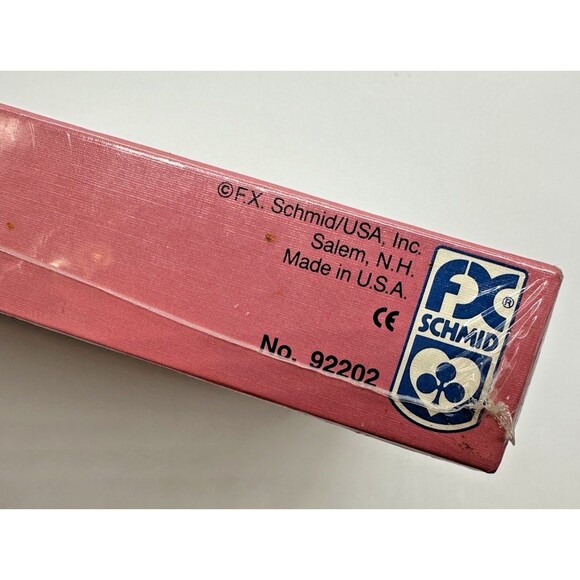 ©F.X. Schmid/USA, Inc.
Salem, N.H.
Made in U.S.A.
CE
No. 92202
FX®
SCHMID